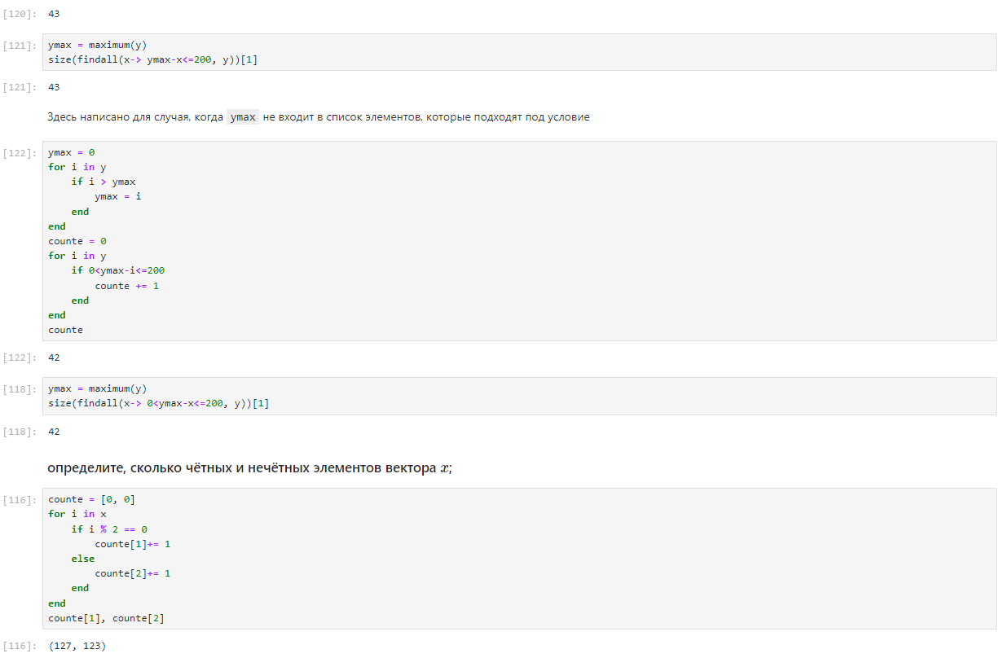 [120]: 43
[121]: ymax = maximum(y)
size(findall(x-> ymax-x<=200, y))[1]
[121]: 43
Здесь написано для случая, когда ymax не входит в список элементов, которые подходят под условие
[122]: ymax = 0
for i in y
    if i > ymax
        ymax = i
    end
end
counte = 0
for i in y
    if 0<ymax-i<=200
        counte += 1
    end
end
counte
[122]: 42
[118]: ymax = maximum(y)
size(findall(x-> 0<ymax-x<=200, y))[1]
[118]: 42
определите, сколько чётных и нечётных элементов вектора x;
[116]: counte = [0, 0]
for i in x
    if i % 2 == 0
        counte[1]+= 1
    else
        counte[2]+= 1
    end
end
counte[1], counte[2]
[116]: (127, 123)